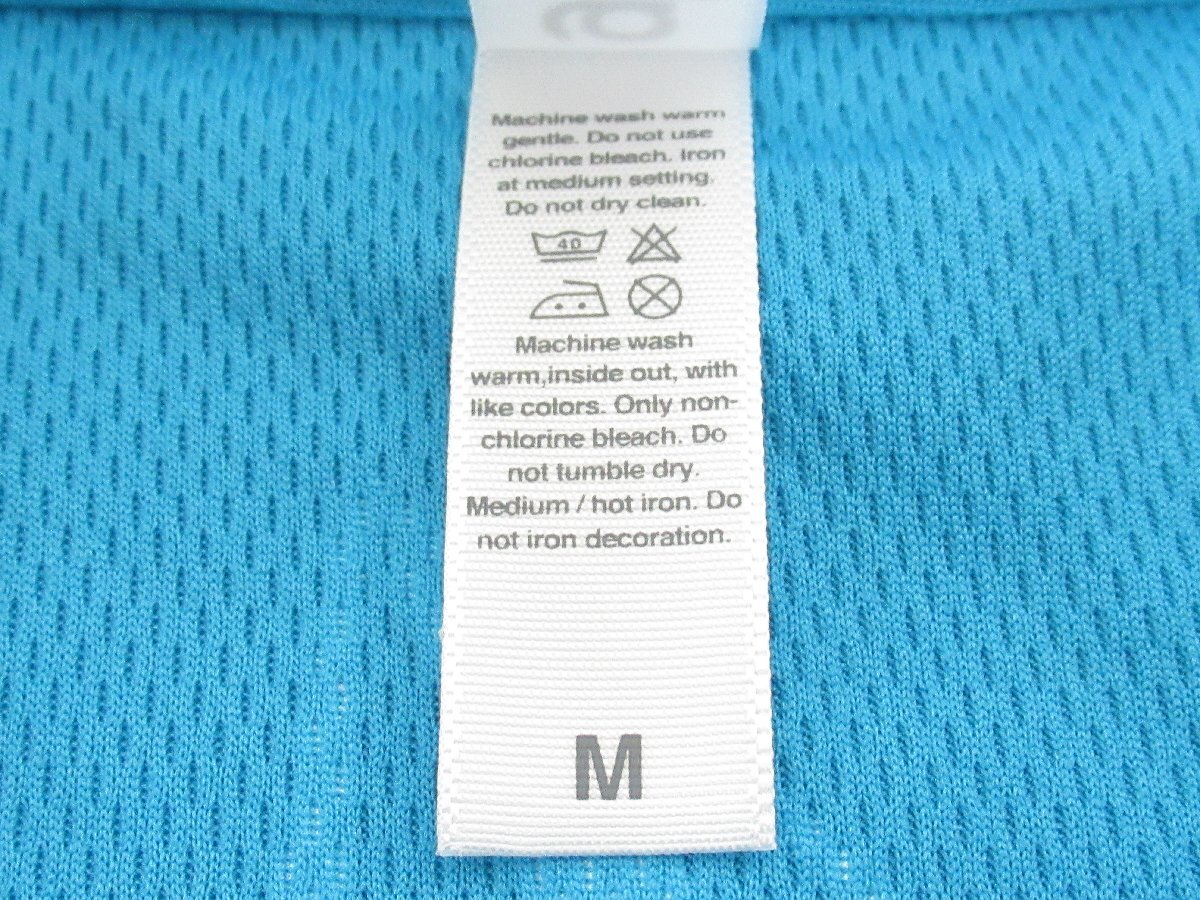 Machine wash warm
gentle. Do not use
chlorine bleach. Iron
at medium setting.
Do not dry clean.
40
Machine wash
warm,inside out, with
like colors. Only non-
chlorine bleach. Do
not tumble dry.
Medium / hot iron. Do
not iron decoration.
M